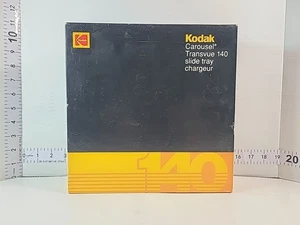 Kodak
Carousel*
Transvue 140
slide tray
chargeur
140